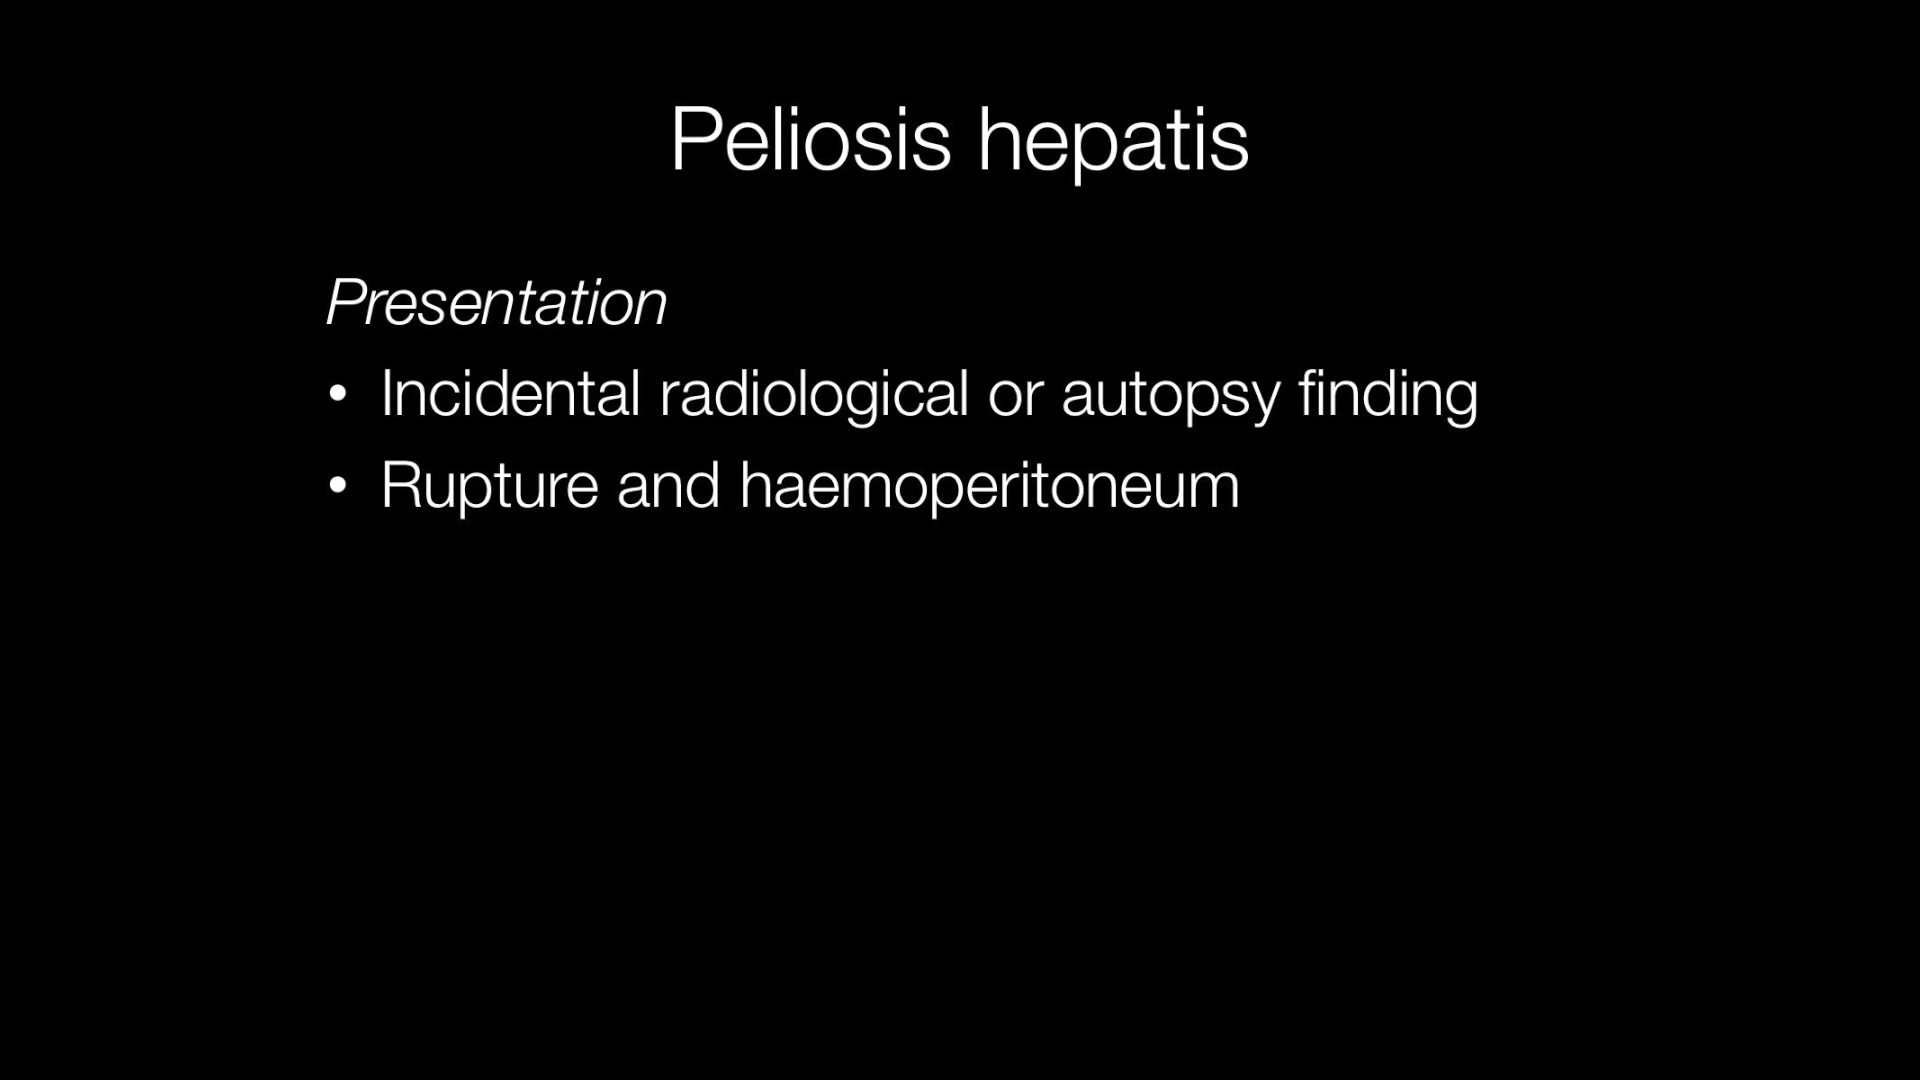 Peliosis hepatis
Presentation
• Incidental radiological or autopsy finding
• Rupture and haemoperitoneum